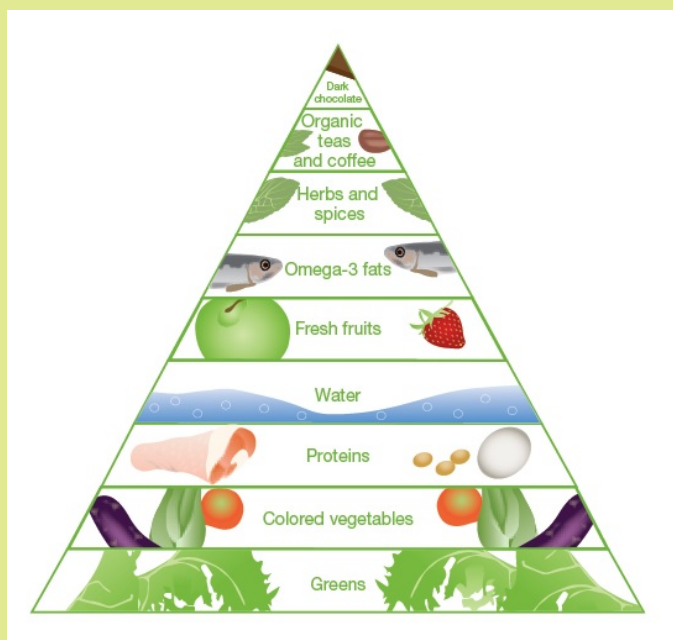 Dark
chocolate
Organic
teas
and coffee
Herbs and
spices
Omega-3 fats
Fresh fruits
Water
Proteins
Colored vegetables
Greens